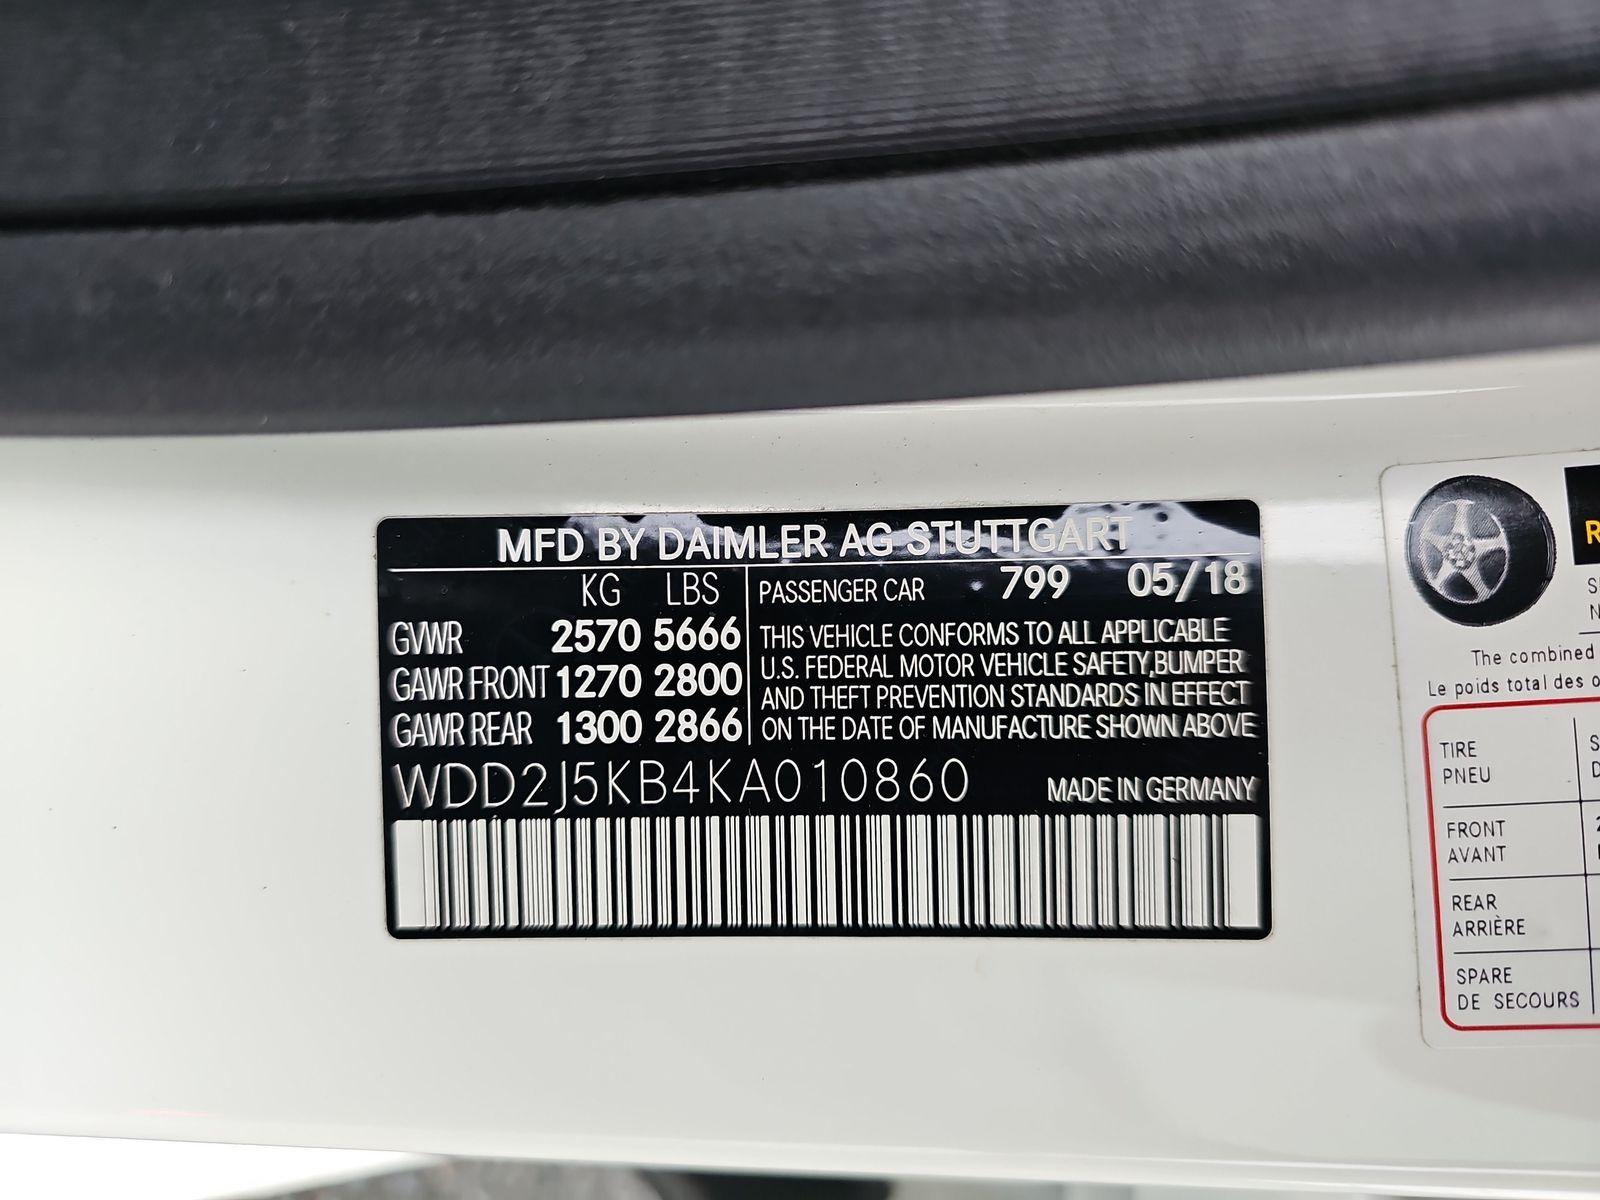 MFD BY DAIMLER AG STUTTGART
KG LBS
GVWR 2570 5666
GAWR FRONT 1270 2800
GAWR REAR 1300 2866
PASSENGER CAR 799 05/18
THIS VEHICLE CONFORMS TO ALL APPLICABLE
U.S. FEDERAL MOTOR VEHICLE SAFETY,BUMPER
AND THEFT PREVENTION STANDARDS IN EFFECT
ON THE DATE OF MANUFACTURE SHOWN ABOVE
WDD2J5KB4KA010860
MADE IN GERMANY
The combined
Le poids total des
TIRE
PNEU
FRONT
AVANT
REAR
ARRIÈRE
SPARE
DE SECOURS